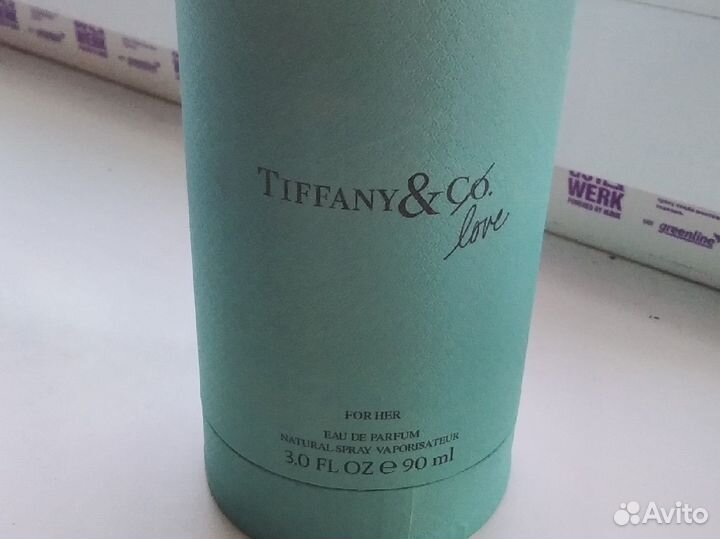 TIFFANY & CO.
love
FOR HER
EAU DE PARFUM
NATURAL SPRAY VAPORISATEUR
3.0 FL OZ ℮ 90 ml
WERK
greenline
Avito